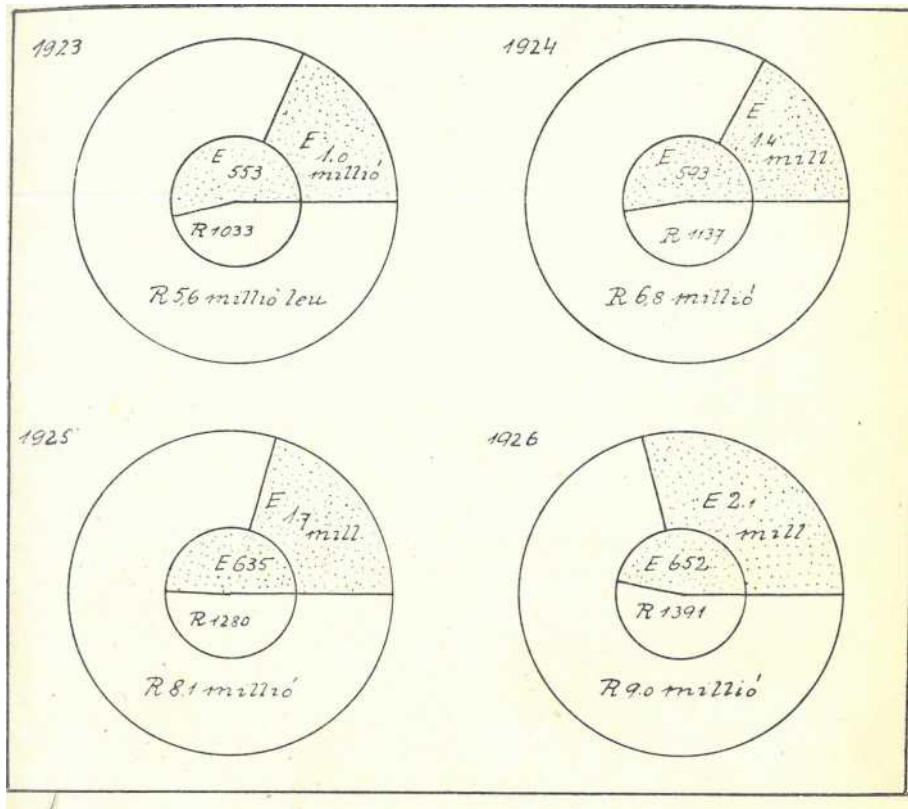 1923
E
553
R 1033
E
1.0
millió
R 5,6 millió leu
1924
E
593
R 1137
E
1.4
mill.
R 6,8 millió
1925
E 635
R 1280
E
1.7
mill.
R 8.1 millió
1926
E 652
R 1391
E 2.1
mill
R 9.0 millió